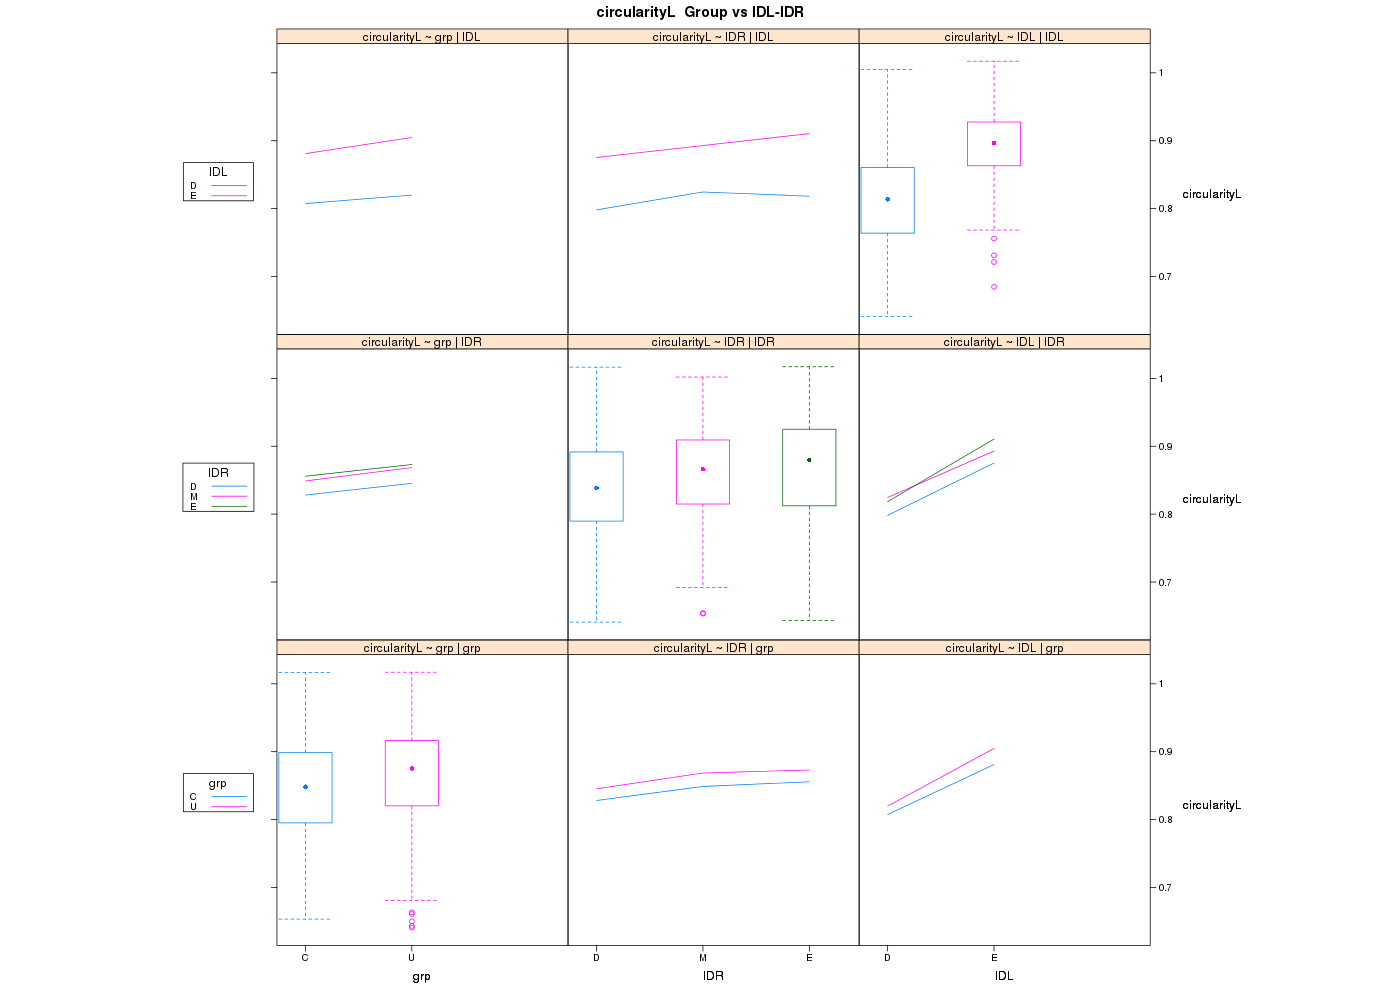 circularityL  Group vs IDL-IDR
circularityL ~ grp | IDL
circularityL ~ IDR | IDL
circularityL ~ IDL | IDL
1
0.9
0.8
0.7
circularityL
IDL
D
E
circularityL ~ grp | IDR
circularityL ~ IDR | IDR
circularityL ~ IDL | IDR
1
0.9
0.8
0.7
circularityL
IDR
D
M
E
circularityL ~ grp | grp
circularityL ~ IDR | grp
circularityL ~ IDL | grp
1
0.9
0.8
0.7
circularityL
grp
C
U
C U D M E D E
grp IDR IDL